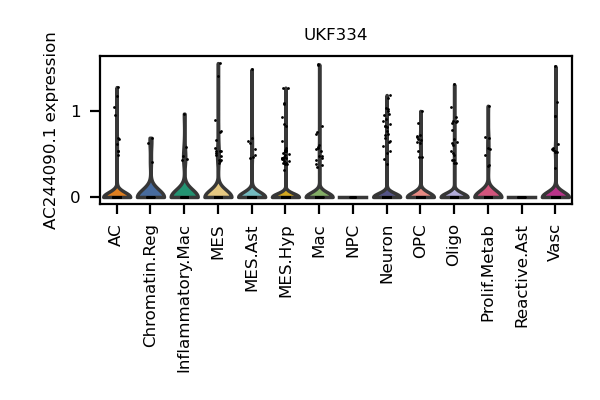 UKF334
AC244090.1 expression
1
0
AC
Chromatin.Reg
Inflammatory.Mac
MES
MES.Ast
MES.Hyp
Mac
NPC
Neuron
OPC
Oligo
Prolif.Metab
Reactive.Ast
Vasc